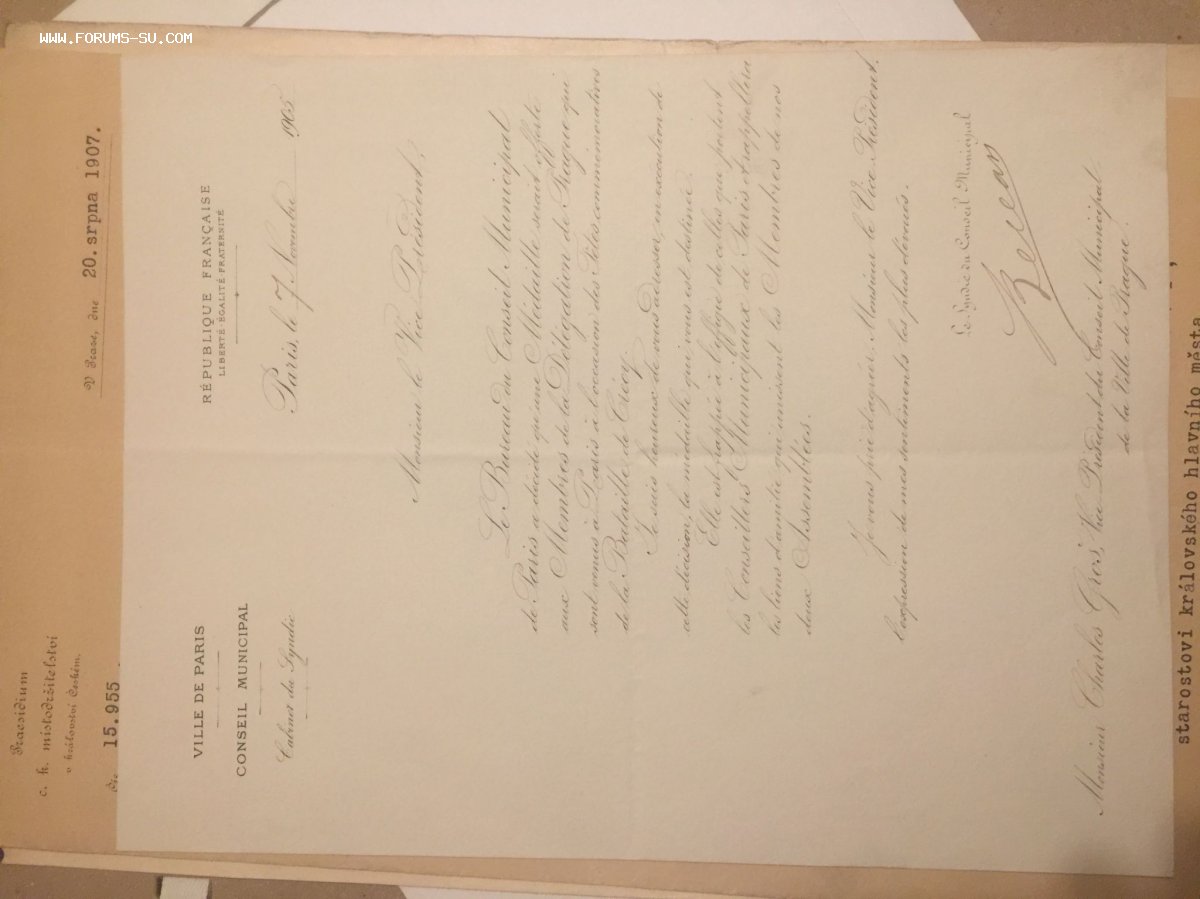 WWW.FORUMS-SU.COM
Praesidium
c. k. místodržitelství
v království Českém.
15.955
V Praze, dne 20.srpna 1907.
VILLE DE PARIS
CONSEIL MUNICIPAL
Cabinet du Syndic
RÉPUBLIQUE FRANÇAISE
LIBERTÉ ÉGALITÉ FRATERNITÉ
Paris, le 7 Novembre 1905
Monsieur le Vice Président,
Le Bureau du Conseil Municipal
de Paris a décidé qu'une Médaille serait offerte
aux Membres de la Délégation de Prague qui
sont venus à Paris à l'occasion des Fêtes commémoratives
de la Bataille de Crécy.
Je suis heureux de vous adresser, en exécution de
cette décision, la médaille qui vous est destinée.
Elle est frappée à l'effigie de celles que portent
les Conseillers Municipaux de Paris et rappellera
les liens d'amitié qui unissent les Membres de nos
deux Assemblées.
Je vous prie d'agréer, Monsieur le Vice Président,
l'expression de mes sentiments les plus dévoués.
Le Syndic du Conseil Municipal
Monsieur Charles Gros, Vice Président du Conseil Municipal
de la Ville de Prague.
starostovi královského hlavního města